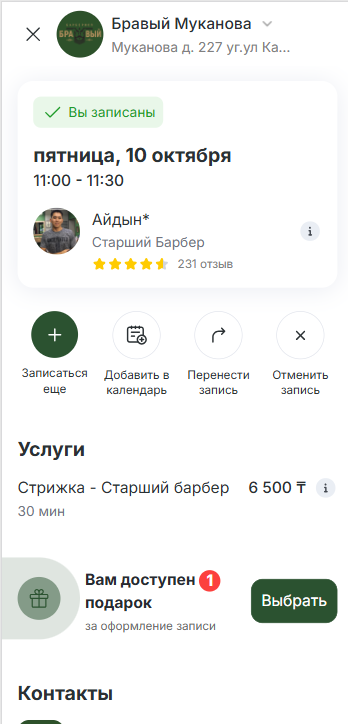 Бравый Муканова
Муканова д. 227 уг.ул Ка...
БРАВЫЙ
Вы записаны
пятница, 10 октября
11:00 - 11:30
Айдын*
Старший Барбер
231 отзыв
Записаться
еще
Добавить в
календарь
Перенести
запись
Отменить
запись
Услуги
Стрижка - Старший барбер 6 500 ₸
30 мин
Вам доступен 1
подарок
за оформление записи
Выбрать
Контакты